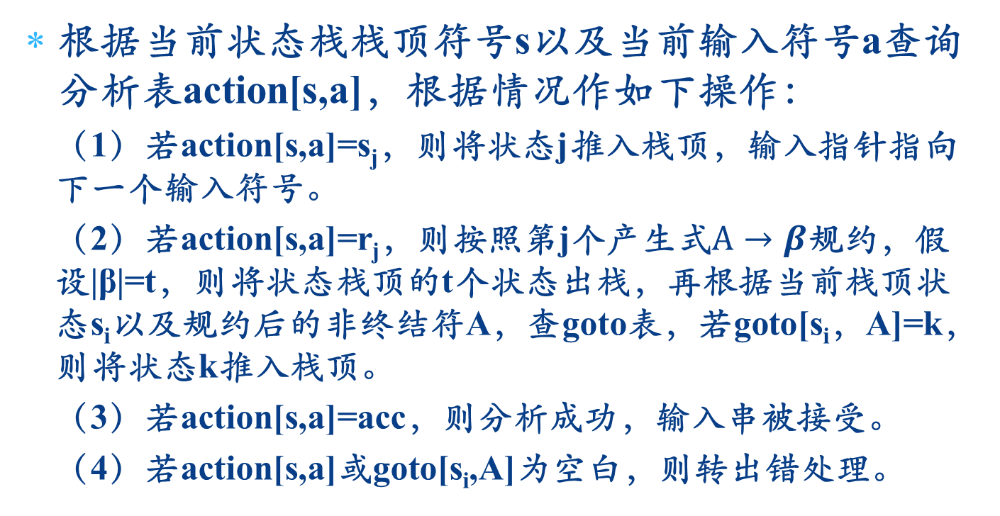 * 根据当前状态栈栈顶符号s以及当前输入符号a查询
分析表action[s,a]，根据情况作如下操作：
（1）若action[s,a]=sj，则将状态j推入栈顶，输入指针指向
下一个输入符号。
（2）若action[s,a]=rj，则按照第j个产生式A → β规约，假
设|β|=t，则将状态栈顶的t个状态出栈，再根据当前栈顶状
态si以及规约后的非终结符A，查goto表，若goto[si，A]=k，
则将状态k推入栈顶。
（3）若action[s,a]=acc，则分析成功，输入串被接受。
（4）若action[s,a]或goto[si,A]为空白，则转出错处理。